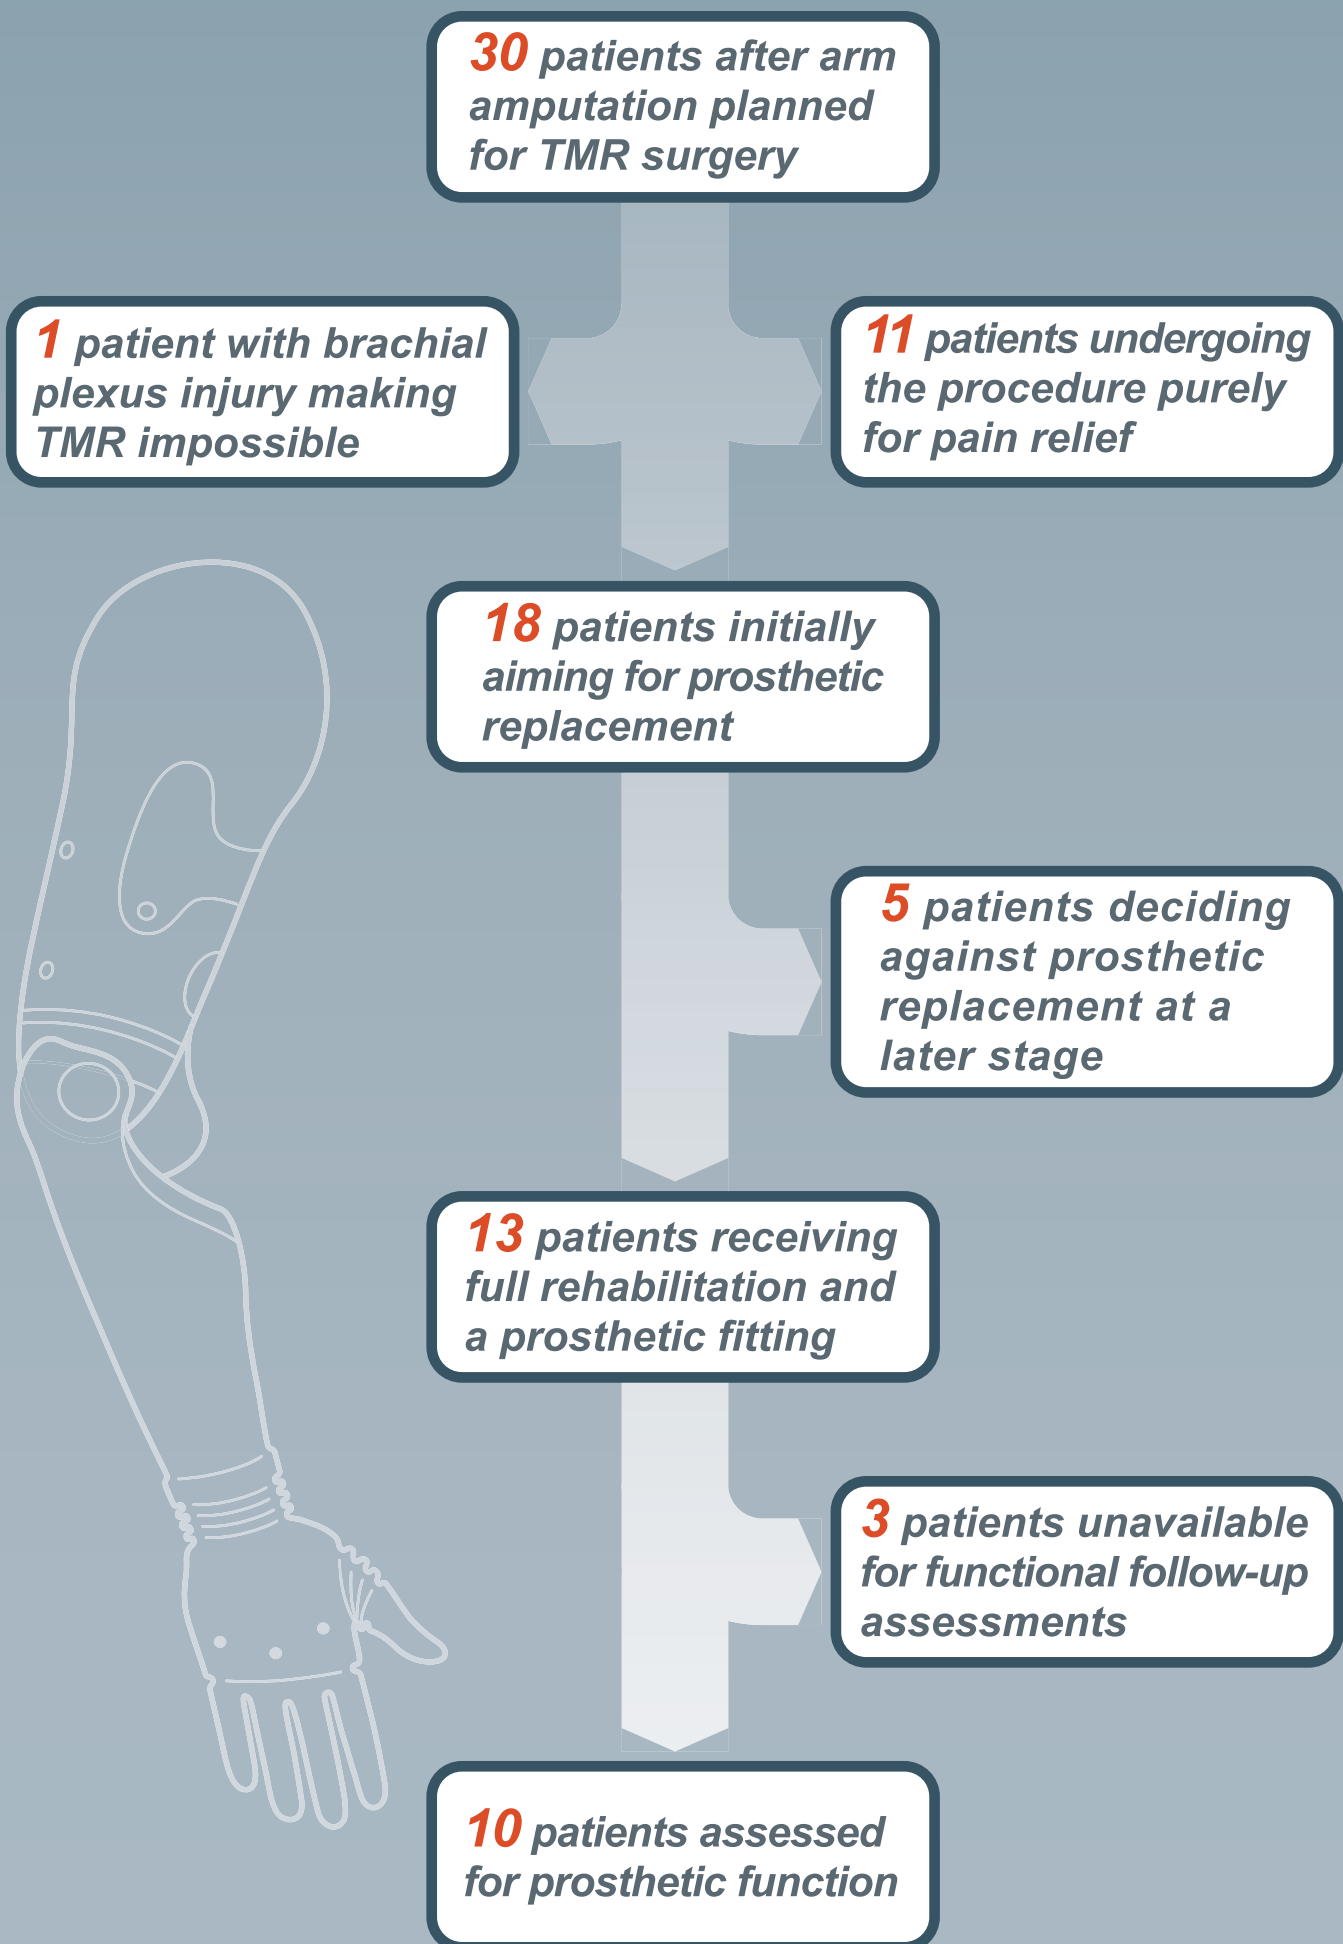 30 patients after arm
amputation planned
for TMR surgery
1 patient with brachial
plexus injury making
TMR impossible
11 patients undergoing
the procedure purely
for pain relief
18 patients initially
aiming for prosthetic
replacement
5 patients deciding
against prosthetic
replacement at a
later stage
13 patients receiving
full rehabilitation and
a prosthetic fitting
3 patients unavailable
for functional follow-up
assessments
10 patients assessed
for prosthetic function